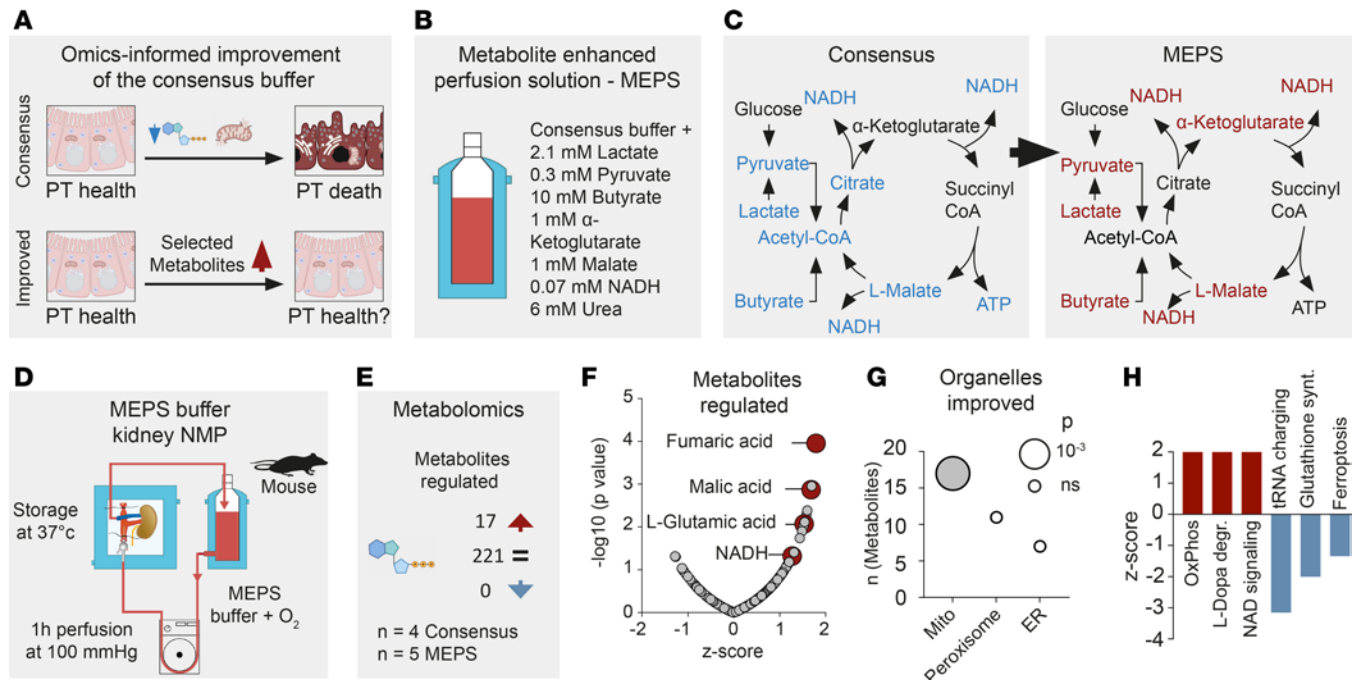 A
Omics-informed improvement
of the consensus buffer
Consensus
PT health
PT death
Improved
Selected
Metabolites
PT health
PT health?
B
Metabolite enhanced
perfusion solution - MEPS
Consensus buffer +
2.1 mM Lactate
0.3 mM Pyruvate
10 mM Butyrate
1 mM α-
Ketoglutarate
1 mM Malate
0.07 mM NADH
6 mM Urea
C
Consensus
NADH
NADH
Glucose
α-Ketoglutarate
Pyruvate
Citrate
Succinyl
CoA
Lactate
Acetyl-CoA
Butyrate
L-Malate
ATP
NADH
MEPS
NADH
NADH
Glucose
α-Ketoglutarate
Pyruvate
Citrate
Succinyl
CoA
Lactate
Acetyl-CoA
Butyrate
L-Malate
ATP
NADH
D
MEPS buffer
kidney NMP
Mouse
Storage
at 37°c
MEPS
buffer + O₂
1h perfusion
at 100 mmHg
E
Metabolomics
Metabolites
regulated
17
221 =
0
n = 4 Consensus
n = 5 MEPS
F
Metabolites
regulated
-log10 (p value)
5
4
3
2
1
0
Fumaric acid
Malic acid
L-Glutamic acid
NADH
-2 -1 0 1 2
z-score
G
Organelles
improved
p
10⁻³
ns
n (Metabolites)
20
15
10
5
0
Mito
Peroxisome
ER
H
z-score
2
1
0
-1
-2
-3
-4
OxPhos
L-Dopa degr.
NAD signaling
tRNA charging
Glutathione synt.
Ferroptosis